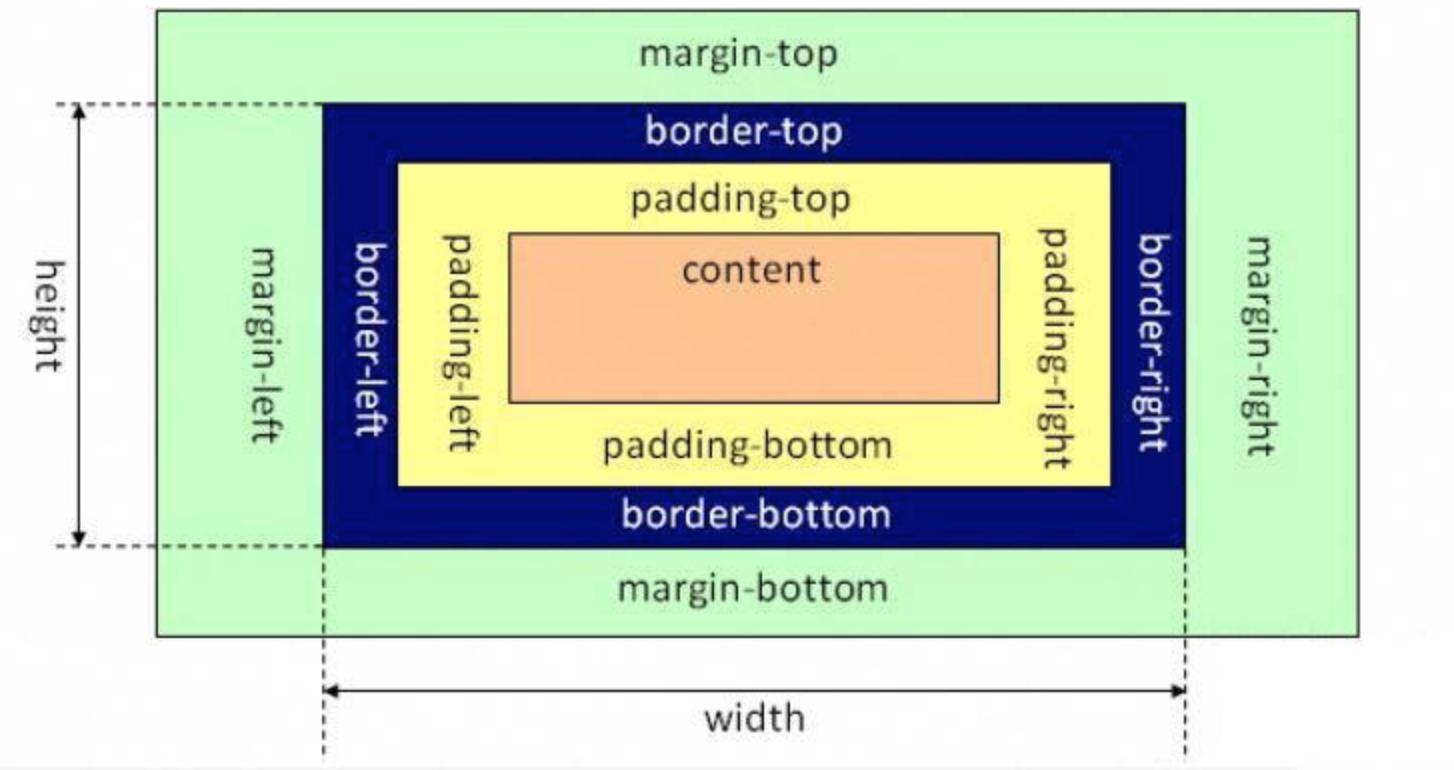 margin-top
border-top
padding-top
height
margin-left
border-left
padding-left
content
padding-right
border-right
margin-right
padding-bottom
border-bottom
margin-bottom
width